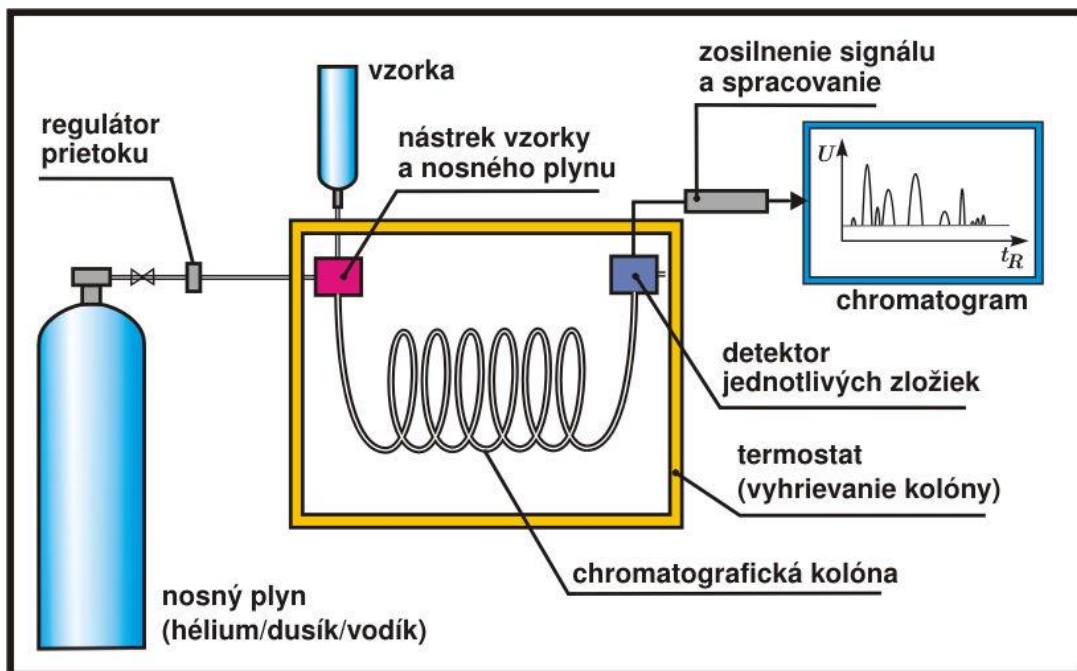 zosilnenie signálu
a spracovanie
vzorka
regulátor
prietoku
nástrek vzorky
a nosného plynu
U
t_R
chromatogram
detektor
jednotlivých zložiek
termostat
(vyhrievanie kolóny)
chromatografická kolóna
nosný plyn
(hélium/dusík/vodík)